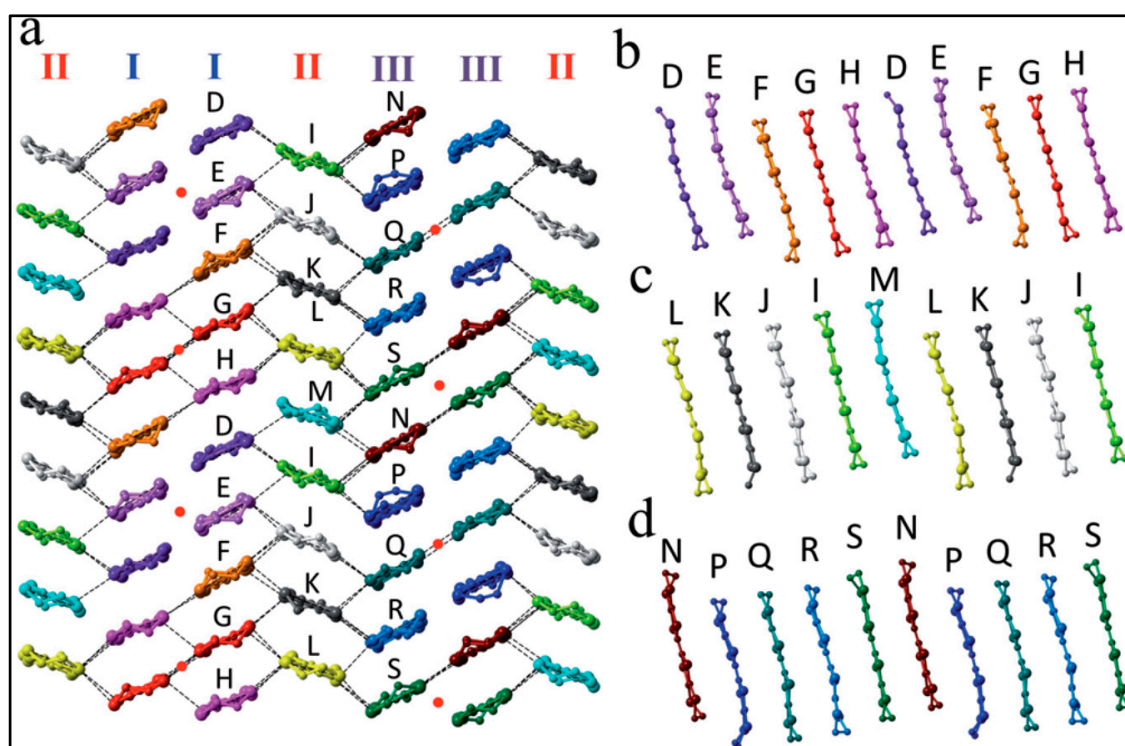 a
II I I II III III II
D
E
F
G
H
D
E
F
G
H
I
J
K
L
M
I
J
K
L
N
P
Q
R
S
N
P
Q
R
S
b
D E F G H D E F G H
c
L K J I M L K J I
d
N P Q R S N P Q R S